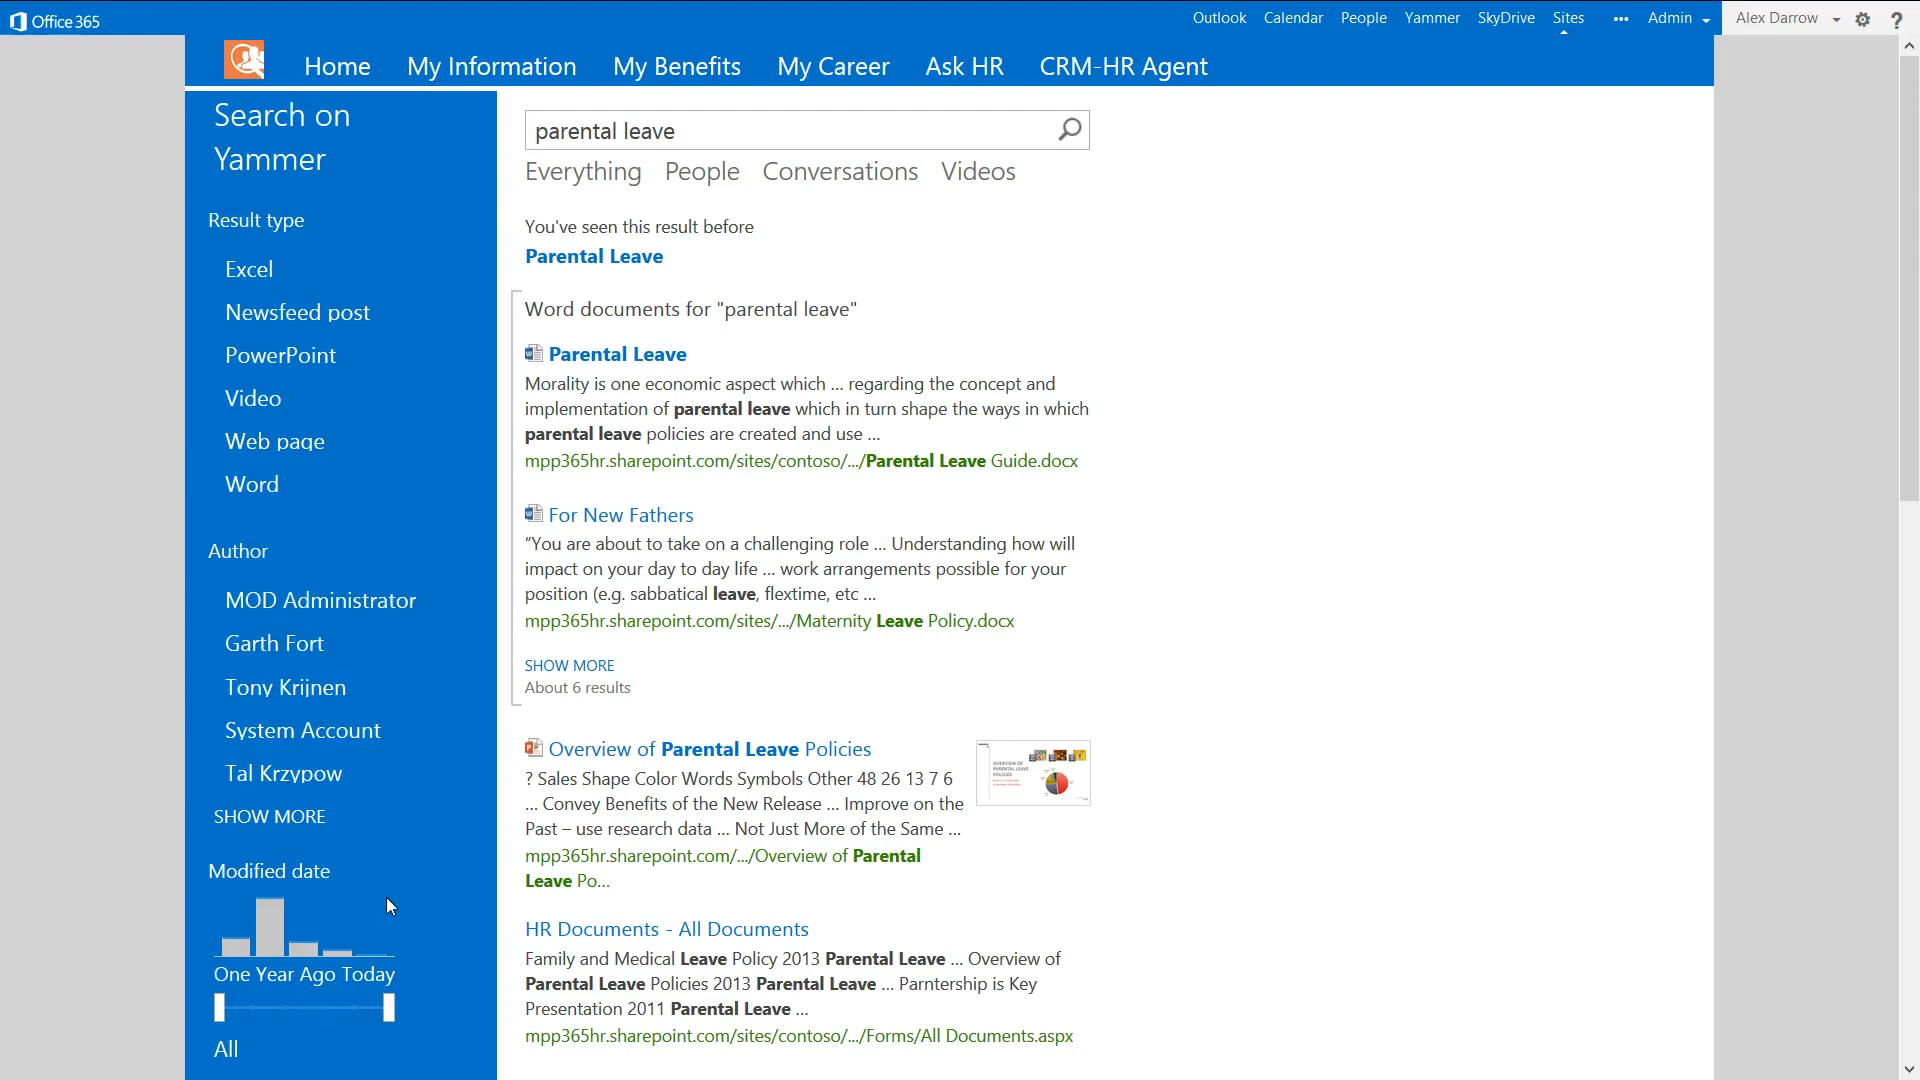 Office 365
Outlook Calendar People Yammer SkyDrive Sites ••• Admin Alex Darrow ?
Home My Information My Benefits My Career Ask HR CRM-HR Agent
Search on
Yammer
Result type
Excel
Newsfeed post
PowerPoint
Video
Web page
Word
Author
MOD Administrator
Garth Fort
Tony Krijnen
System Account
Tal Krzypow
SHOW MORE
Modified date
One Year Ago Today
All
parental leave
Everything People Conversations Videos
You've seen this result before
Parental Leave
Word documents for "parental leave"
Parental Leave
Morality is one economic aspect which ... regarding the concept and
implementation of parental leave which in turn shape the ways in which
parental leave policies are created and use ...
mpp365hr.sharepoint.com/sites/contoso/.../Parental Leave Guide.docx
For New Fathers
“You are about to take on a challenging role ... Understanding how will
impact on your day to day life ... work arrangements possible for your
position (e.g. sabbatical leave, flextime, etc ...
mpp365hr.sharepoint.com/sites/.../Maternity Leave Policy.docx
SHOW MORE
About 6 results
Overview of Parental Leave Policies
? Sales Shape Color Words Symbols Other 48 26 13 7 6
... Convey Benefits of the New Release ... Improve on the
Past – use research data ... Not Just More of the Same ...
mpp365hr.sharepoint.com/.../Overview of Parental
Leave Po...
OVERVIEW OF
PARENTAL LEAVE
POLICIES
HR Documents - All Documents
Family and Medical Leave Policy 2013 Parental Leave ... Overview of
Parental Leave Policies 2013 Parental Leave ... Parntership is Key
Presentation 2011 Parental Leave ...
mpp365hr.sharepoint.com/sites/contoso/.../Forms/All Documents.aspx